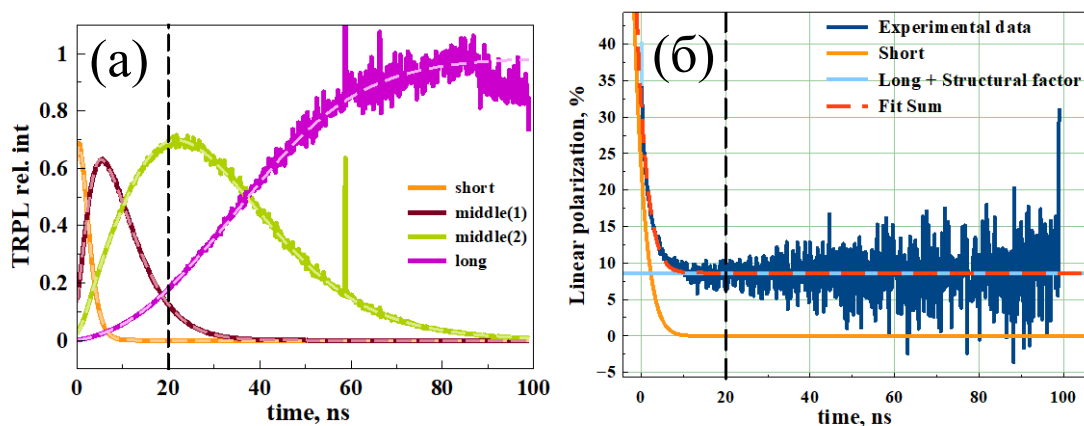 (а)
TRPL rel. int
1
0.8
0.6
0.4
0.2
0
short
middle(1)
middle(2)
long
0 20 40 60 80 100
time, ns
(б)
Linear polarization, %
40
35
30
25
20
15
10
5
0
−5
Experimental data
Short
Long + Structural factor
Fit Sum
0 20 40 60 80 100
time, ns